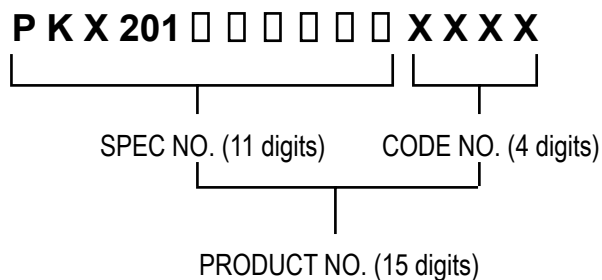 P K X 201 □ □ □ □ □ □ X X X X
SPEC NO. (11 digits) CODE NO. (4 digits)
PRODUCT NO. (15 digits)